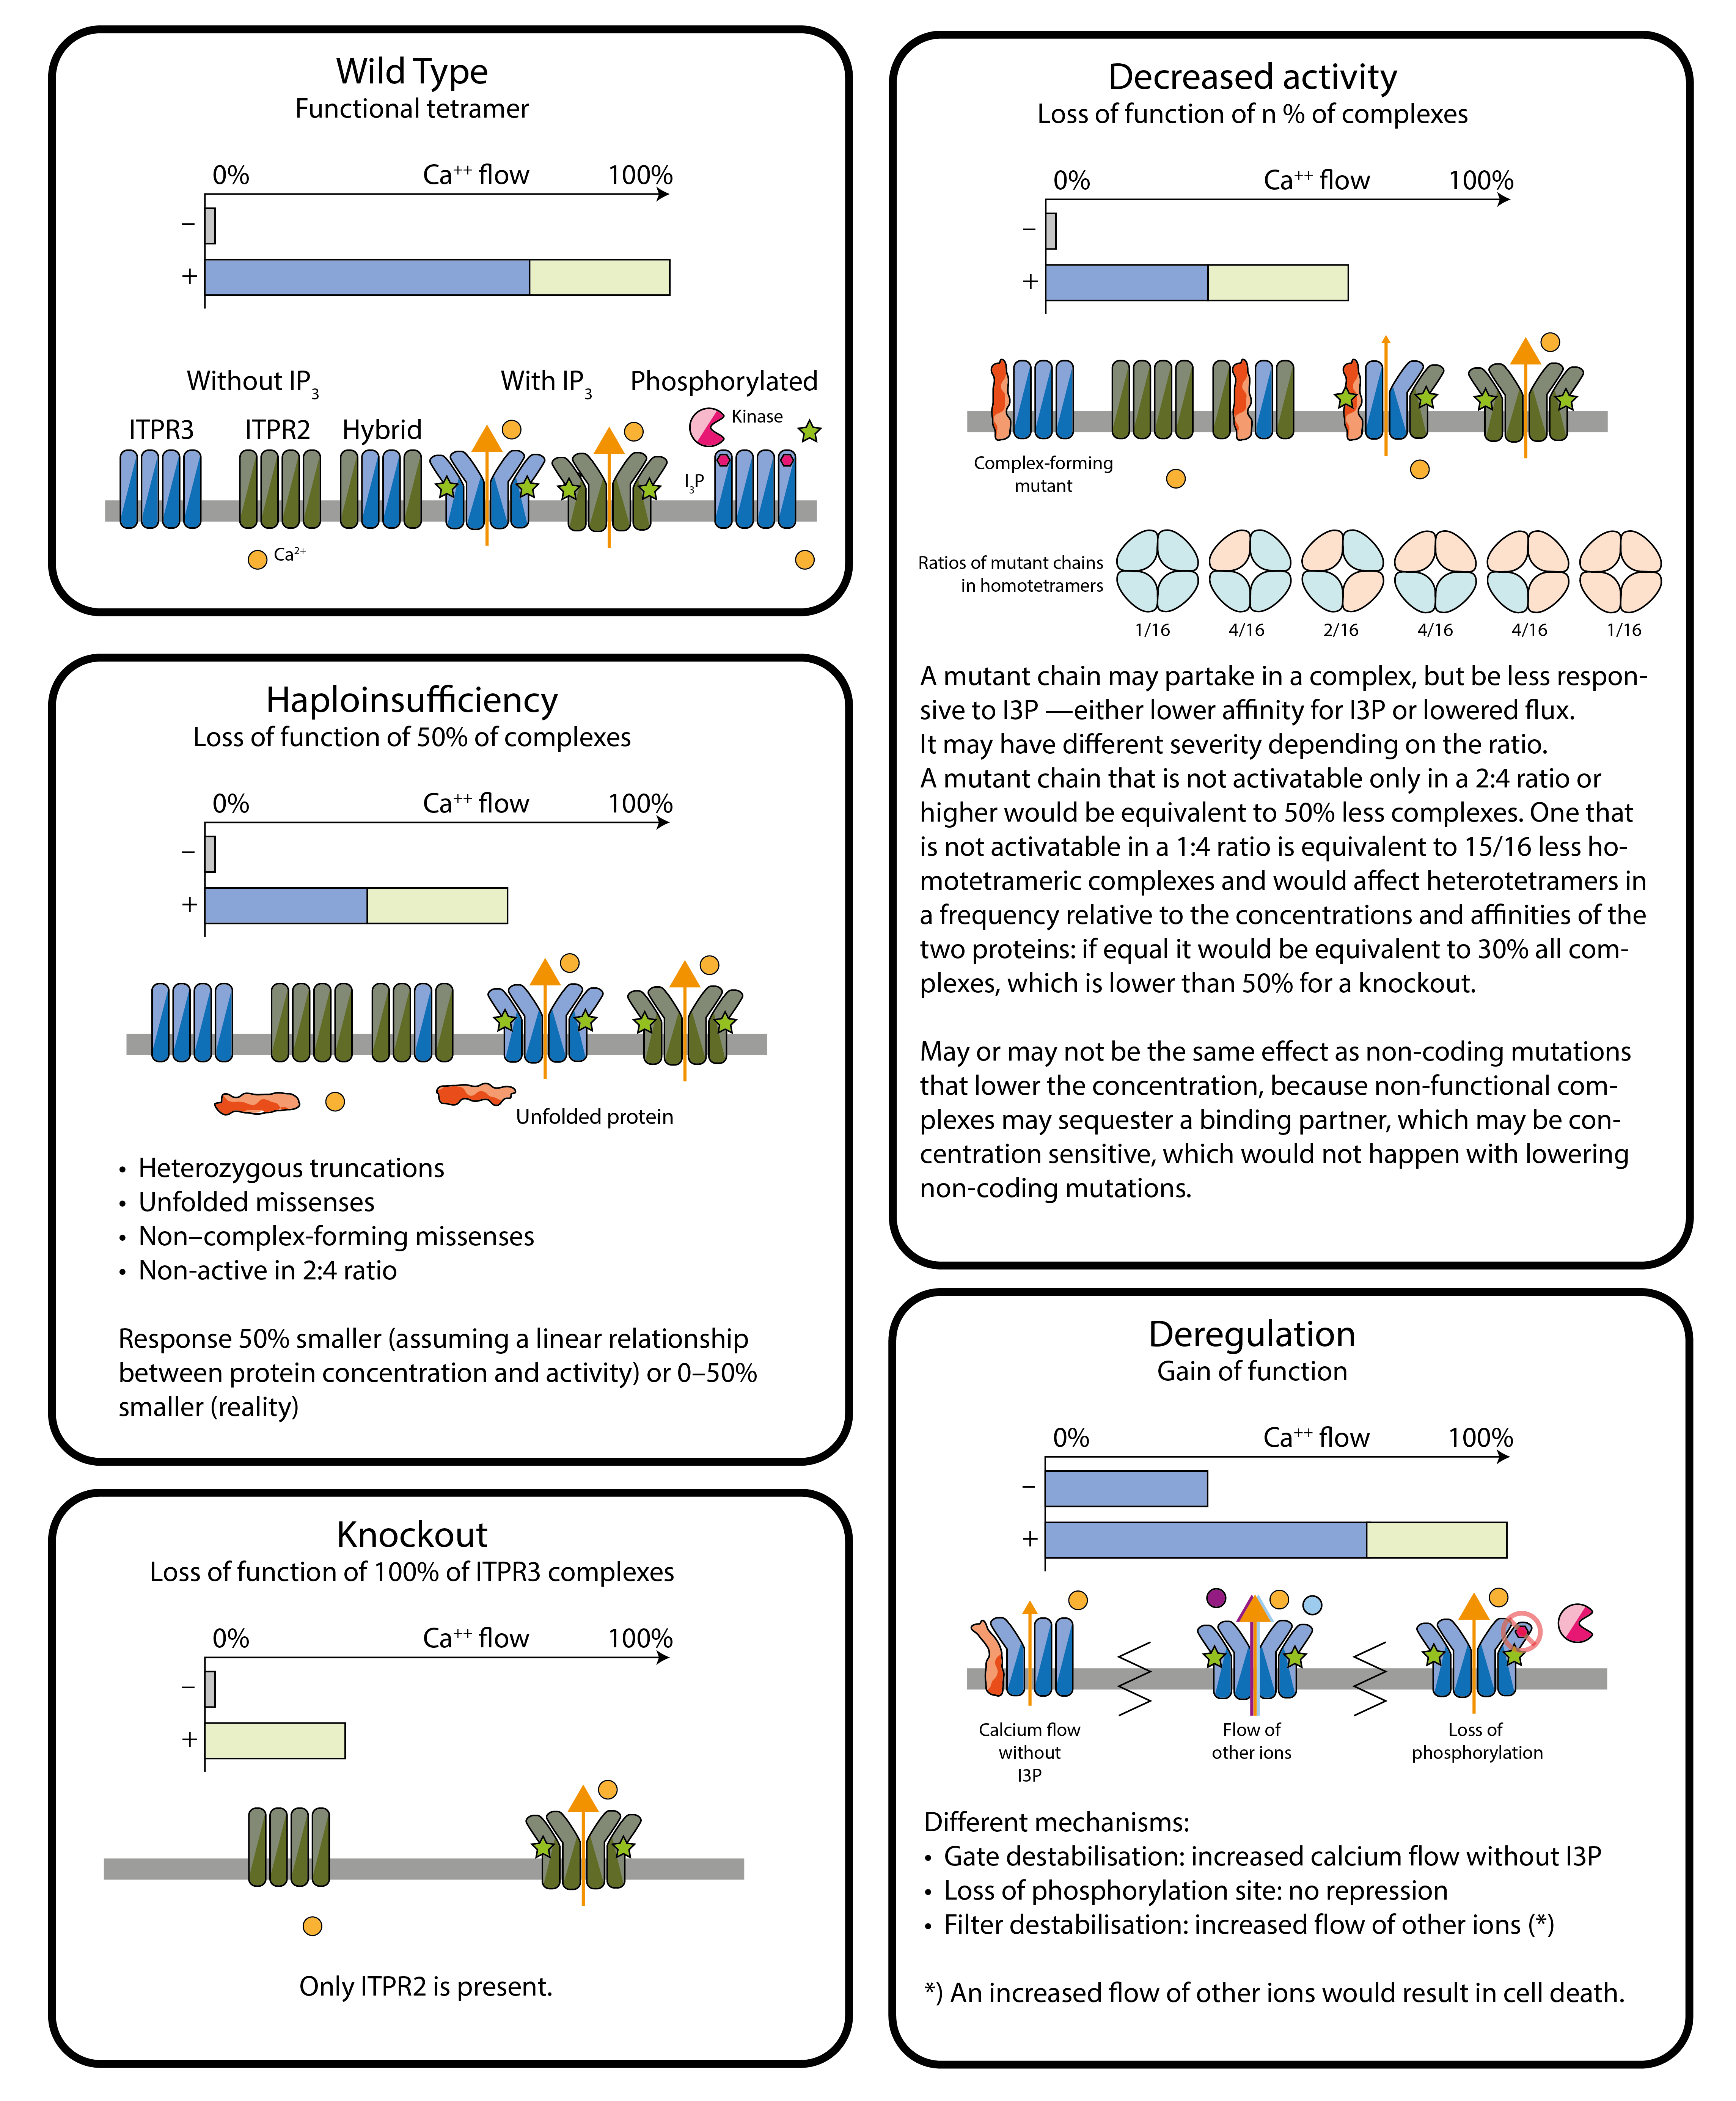 Wild Type
Functional tetramer
0%
Ca⁺⁺ flow
100%
–
+
Without IP₃
With IP₃
Phosphorylated
Kinase
ITPR3
ITPR2
Hybrid
I₃P
Ca²⁺
Haploinsufficiency
Loss of function of 50% of complexes
0%
Ca⁺⁺ flow
100%
–
+
Unfolded protein
• Heterozygous truncations
• Unfolded missenses
• Non–complex-forming missenses
• Non-active in 2:4 ratio
Response 50% smaller (assuming a linear relationship
between protein concentration and activity) or 0–50%
smaller (reality)
Knockout
Loss of function of 100% of ITPR3 complexes
0%
Ca⁺⁺ flow
100%
–
+
Only ITPR2 is present.
Decreased activity
Loss of function of n % of complexes
0%
Ca⁺⁺ flow
100%
–
+
Complex-forming
mutant
Ratios of mutant chains
in homotetramers
1/16
4/16
2/16
4/16
4/16
1/16
A mutant chain may partake in a complex, but be less respon-
sive to I3P —either lower affinity for I3P or lowered flux.
It may have different severity depending on the ratio.
A mutant chain that is not activatable only in a 2:4 ratio or
higher would be equivalent to 50% less complexes. One that
is not activatable in a 1:4 ratio is equivalent to 15/16 less ho-
motetrameric complexes and would affect heterotetramers in
a frequency relative to the concentrations and affinities of the
two proteins: if equal it would be equivalent to 30% all com-
plexes, which is lower than 50% for a knockout.
May or may not be the same effect as non-coding mutations
that lower the concentration, because non-functional com-
plexes may sequester a binding partner, which may be con-
centration sensitive, which would not happen with lowering
non-coding mutations.
Deregulation
Gain of function
0%
Ca⁺⁺ flow
100%
–
+
Calcium flow
without
I3P
Flow of
other ions
Loss of
phosphorylation
Different mechanisms:
• Gate destabilisation: increased calcium flow without I3P
• Loss of phosphorylation site: no repression
• Filter destabilisation: increased flow of other ions (*)
*) An increased flow of other ions would result in cell death.